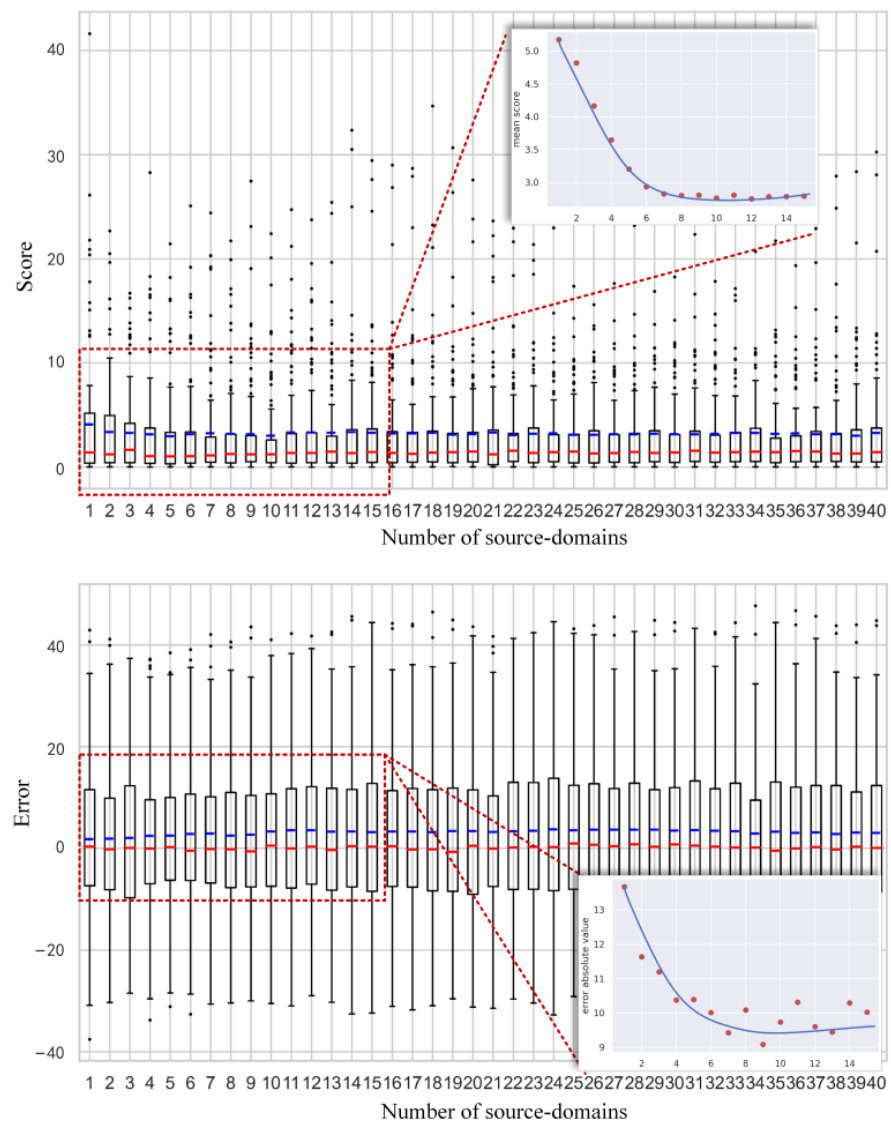 40
30
20
10
0
Score
5.0
4.5
4.0
3.5
3.0
mean score
2 4 6 8 10 12 14
1 2 3 4 5 6 7 8 9 10 11 12 13 14 15 16 17 18 19 20 21 22 23 24 25 26 27 28 29 30 31 32 33 34 35 36 37 38 39 40
Number of source-domains
40
20
0
−20
−40
Error
13
12
11
10
9
error absolute value
2 4 6 8 10 12 14
1 2 3 4 5 6 7 8 9 10 11 12 13 14 15 16 17 18 19 20 21 22 23 24 25 26 27 28 29 30 31 32 33 34 35 36 37 38 39 40
Number of source-domains